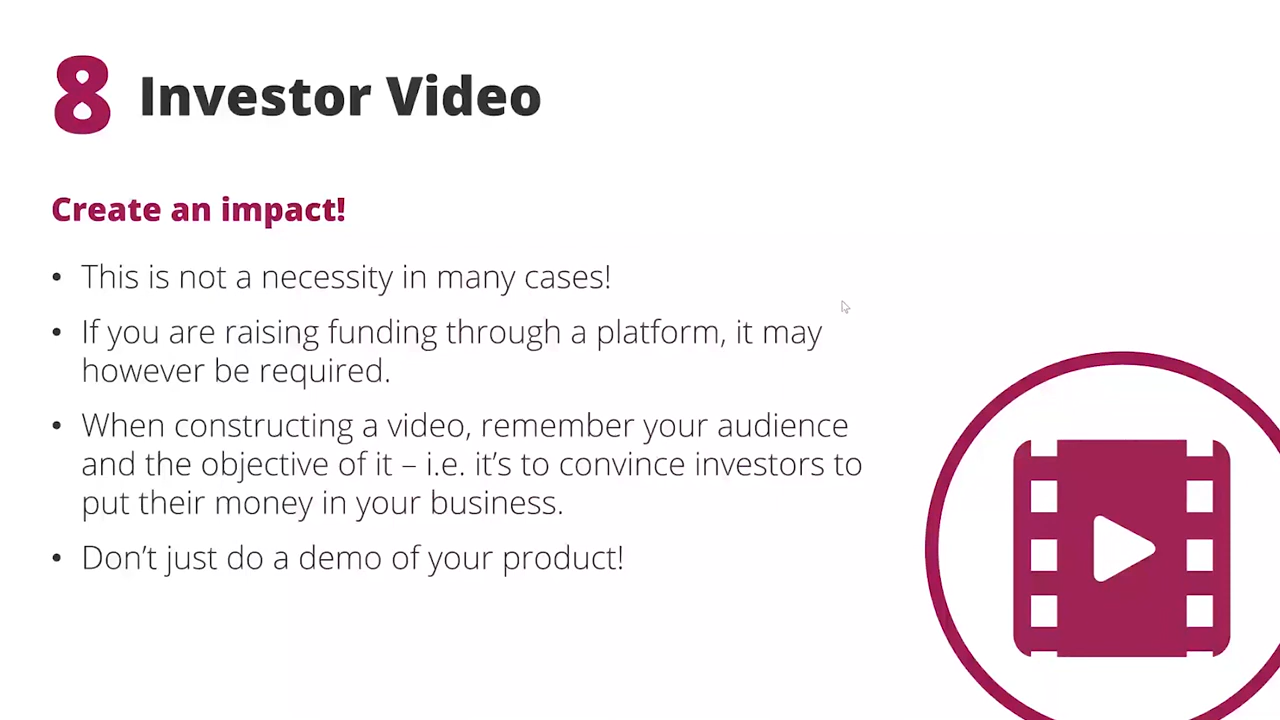 8 Investor Video
Create an impact!
• This is not a necessity in many cases!
• If you are raising funding through a platform, it may
however be required.
• When constructing a video, remember your audience
and the objective of it – i.e. it’s to convince investors to
put their money in your business.
• Don’t just do a demo of your product!